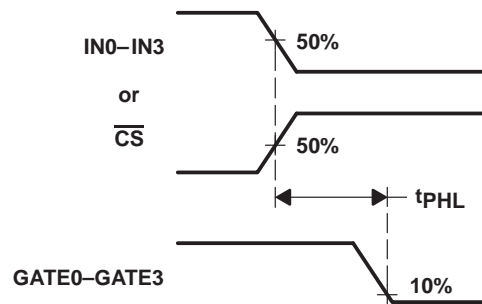 IN0–IN3
50%
or
CS
50%
tPHL
GATE0–GATE3
10%